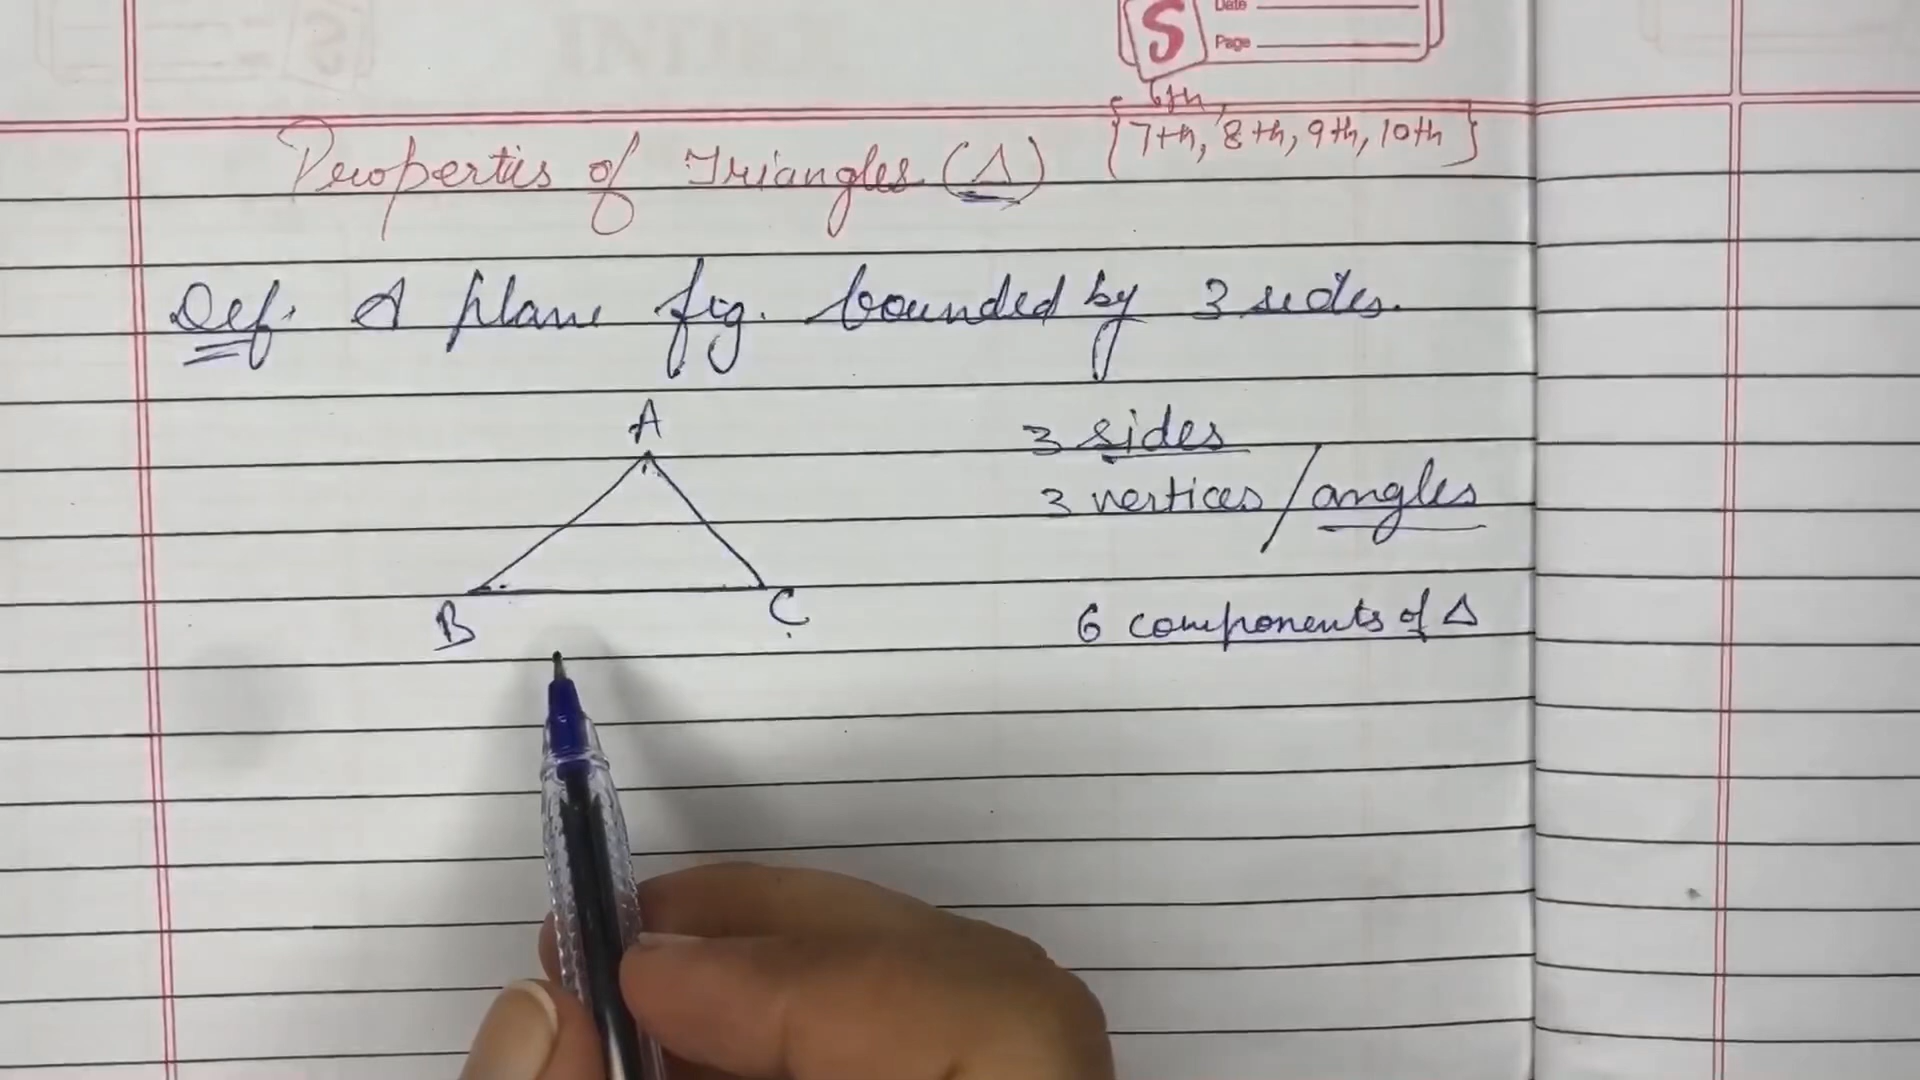 Date
S
Page
6th,
{7th, 8th, 9th, 10th}
Properties of Triangles (Δ)
Def. A plane fig. bounded by 3 sides.
A
3 sides
3 vertices / angles
B C
6 components of Δ